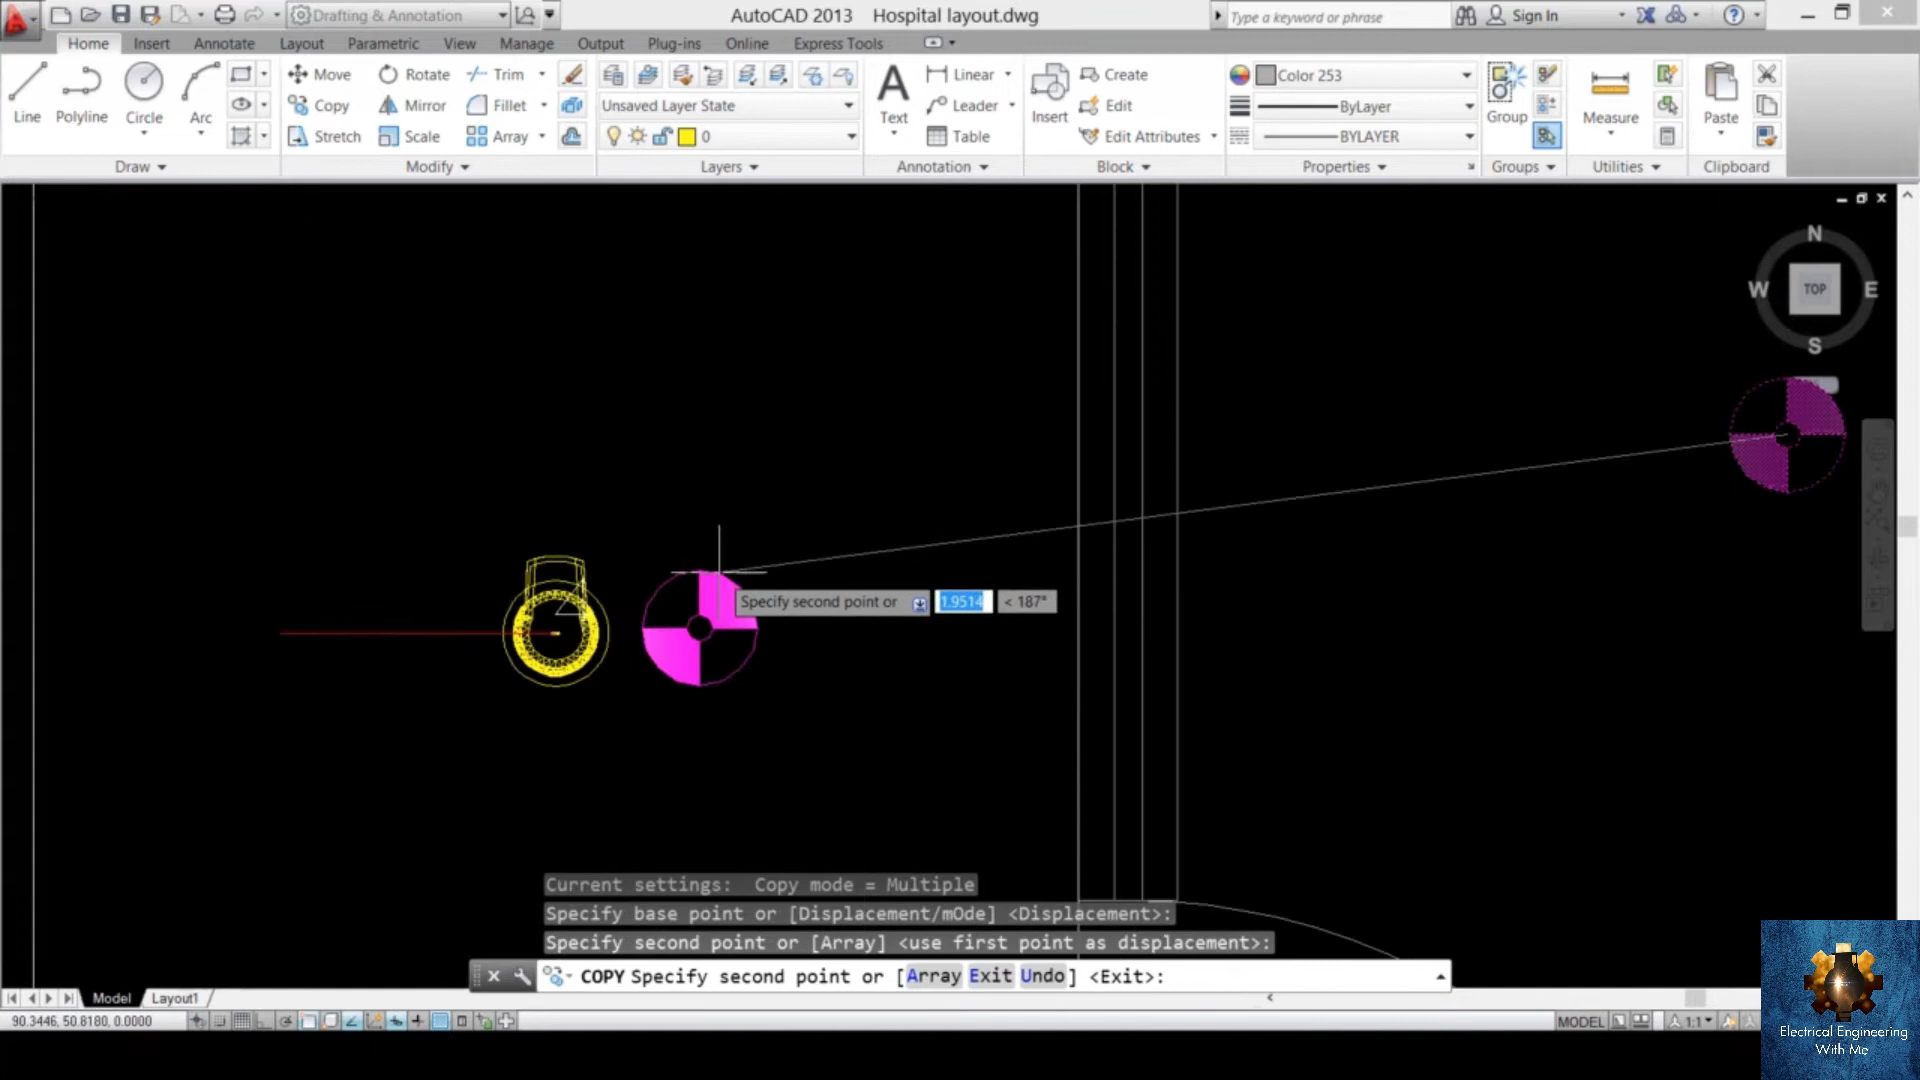 Drafting & Annotation
AutoCAD 2013 Hospital layout.dwg
Type a keyword or phrase
Sign In
Home Insert Annotate Layout Parametric View Manage Output Plug-ins Online Express Tools
Move Rotate Trim
Unsaved Layer State
Linear
Create
Color 253
Copy Mirror Fillet
Leader
Edit
ByLayer
Line Polyline Circle Arc
Stretch Scale Array
0
Text
Table
Insert
Edit Attributes
BYLAYER
Group
Measure
Paste
Draw Modify Layers Annotation Block Properties Groups Utilities Clipboard
N
W TOP E
S
Specify second point or 1.9514 < 187°
Current settings: Copy mode = Multiple
Specify base point or [Displacement/mOde] <Displacement>:
Specify second point or [Array] <use first point as displacement>:
COPY Specify second point or [Array Exit Undo] <Exit>:
Model Layout1
90.3446, 50.8180, 0.0000
MODEL 1:1
Electrical Engineering
With Me